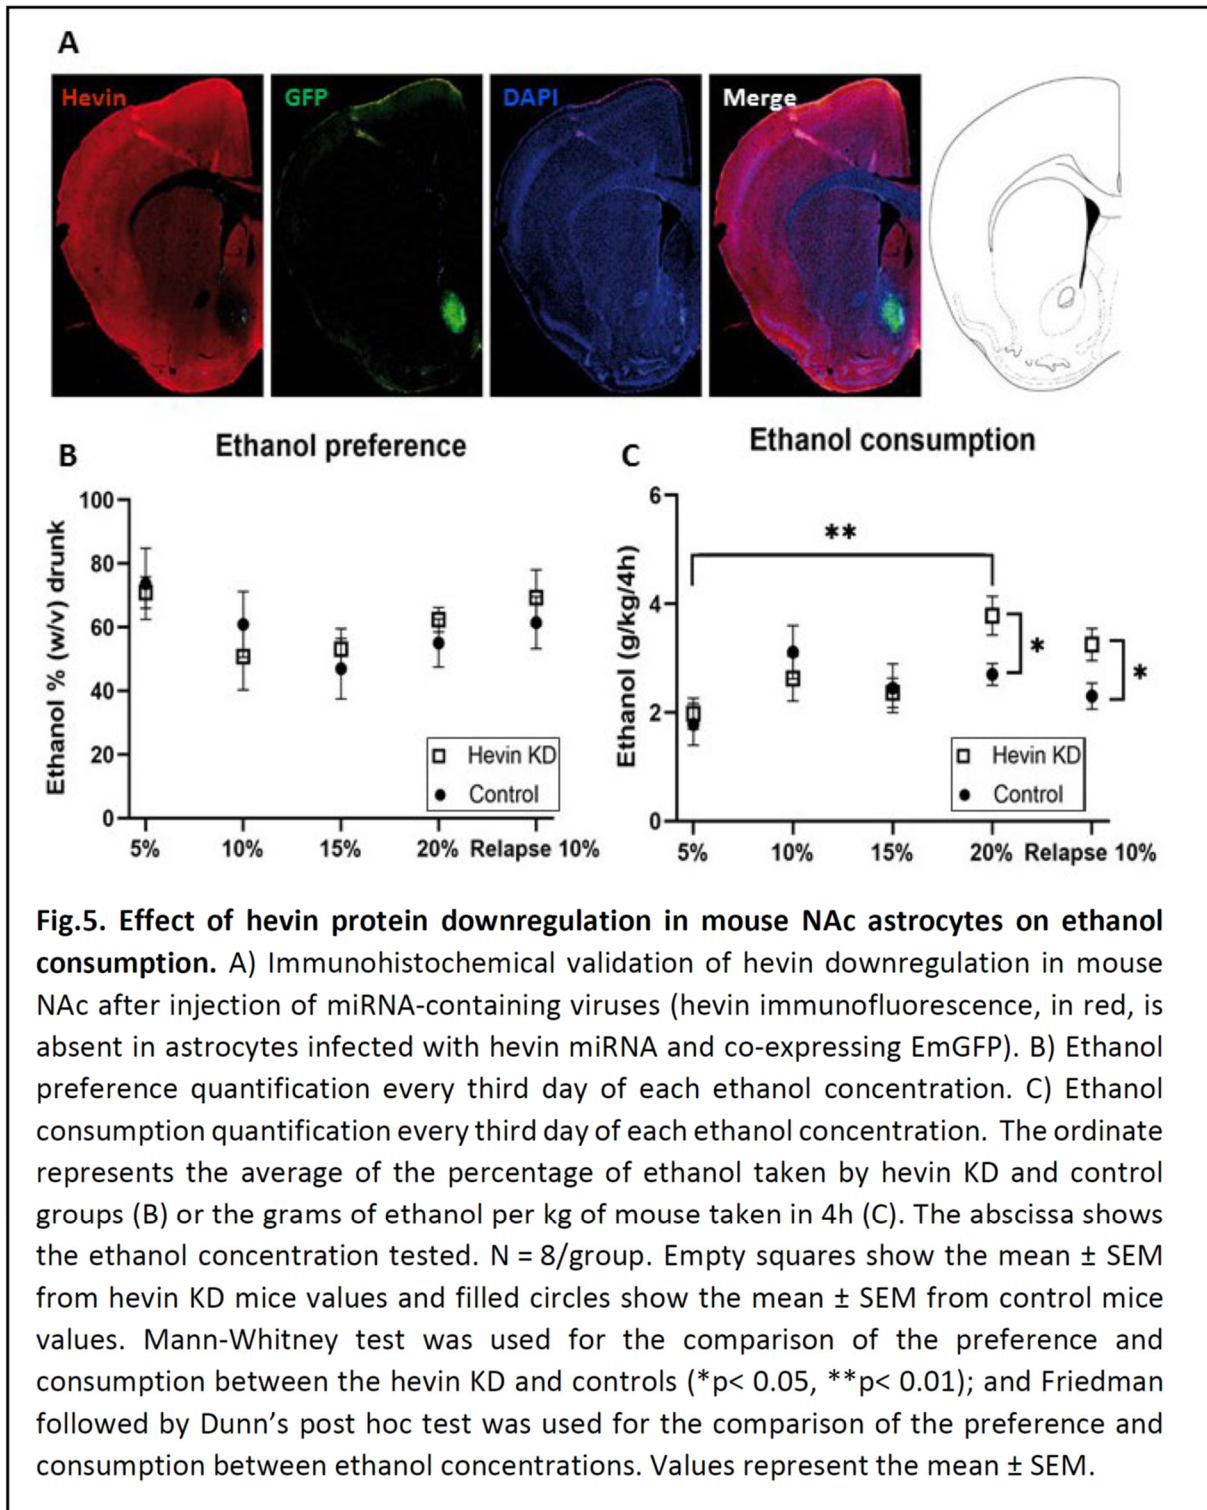 A
Hevin
GFP
DAPI
Merge
B
Ethanol preference
Ethanol % (w/v) drunk
100
80
60
40
20
0
Hevin KD
Control
5%
10%
15%
20%
Relapse 10%
C
Ethanol consumption
Ethanol (g/kg/4h)
6
4
2
0
**
*
*
Hevin KD
Control
5%
10%
15%
20%
Relapse 10%
Fig.5. Effect of hevin protein downregulation in mouse NAc astrocytes on ethanol
consumption. A) Immunohistochemical validation of hevin downregulation in mouse
NAc after injection of miRNA-containing viruses (hevin immunofluorescence, in red, is
absent in astrocytes infected with hevin miRNA and co-expressing EmGFP). B) Ethanol
preference quantification every third day of each ethanol concentration. C) Ethanol
consumption quantification every third day of each ethanol concentration. The ordinate
represents the average of the percentage of ethanol taken by hevin KD and control
groups (B) or the grams of ethanol per kg of mouse taken in 4h (C). The abscissa shows
the ethanol concentration tested. N = 8/group. Empty squares show the mean ± SEM
from hevin KD mice values and filled circles show the mean ± SEM from control mice
values. Mann-Whitney test was used for the comparison of the preference and
consumption between the hevin KD and controls (*p< 0.05, **p< 0.01); and Friedman
followed by Dunn’s post hoc test was used for the comparison of the preference and
consumption between ethanol concentrations. Values represent the mean ± SEM.